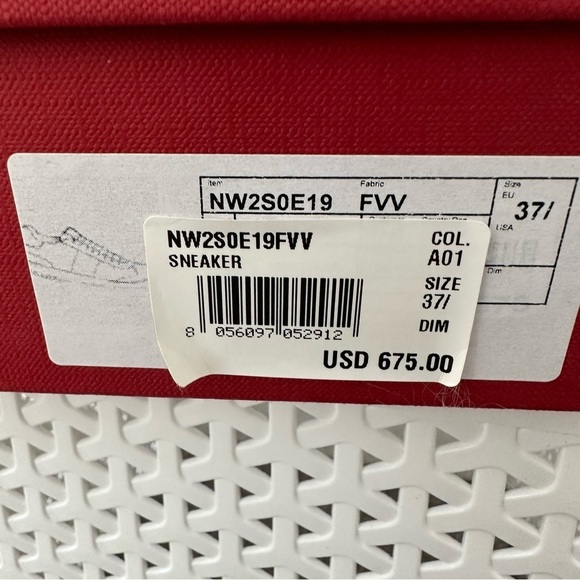 Item Fabric Size
EU
NW2S0E19 FVV 37/
USA
Dim
NW2S0E19FVV COL.
SNEAKER A01
SIZE
37/
8 056097 052912 DIM
USD 675.00